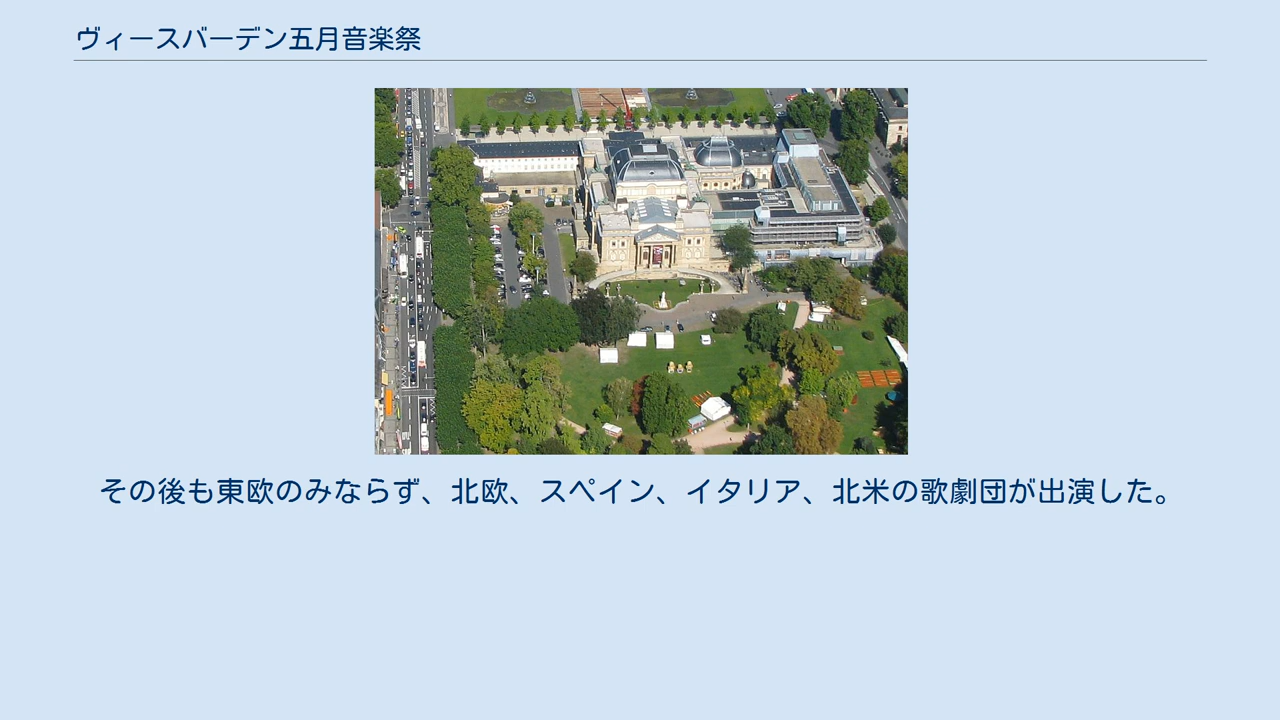 ヴィースバーデン五月音楽祭
その後も東欧のみならず、北欧、スペイン、イタリア、北米の歌劇団が出演した。